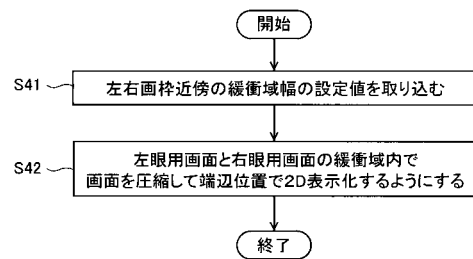 開始
S41
左右画枠近傍の緩衝域幅の設定値を取り込む
S42
左眼用画面と右眼用画面の緩衝域内で
画面を圧縮して端辺位置で2D表示化するようにする
終了